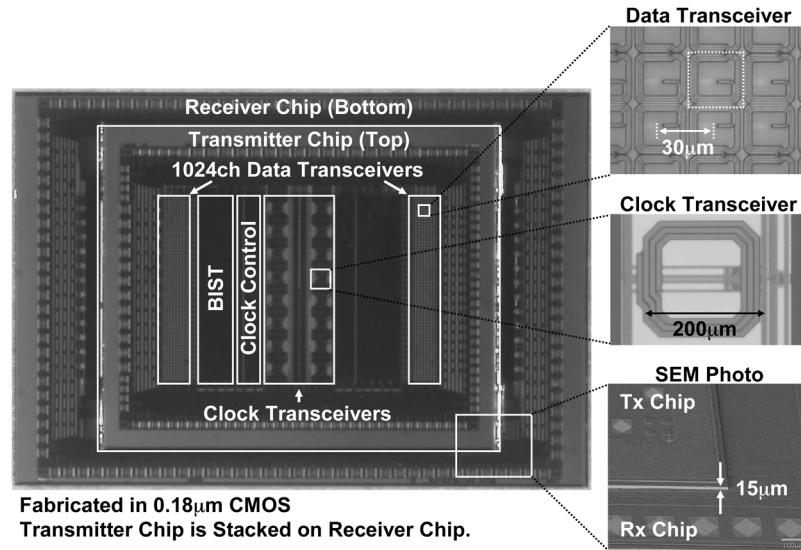 Data Transceiver
Receiver Chip (Bottom)
Transmitter Chip (Top)
1024ch Data Transceivers
30μm
Clock Transceiver
BIST
Clock Control
200μm
Clock Transceivers
SEM Photo
Tx Chip
15μm
Rx Chip
100μm
Fabricated in 0.18μm CMOS
Transmitter Chip is Stacked on Receiver Chip.